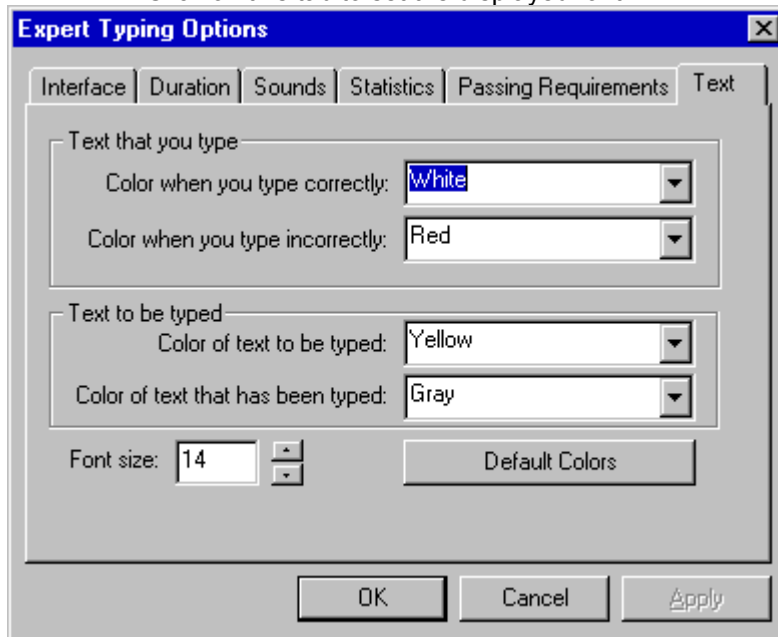 Expert Typing Options
Interface Duration Sounds Statistics Passing Requirements Text
Text that you type
Color when you type correctly: White
Color when you type incorrectly: Red
Text to be typed
Color of text to be typed: Yellow
Color of text that has been typed: Gray
Font size: 14 Default Colors
OK Cancel Apply